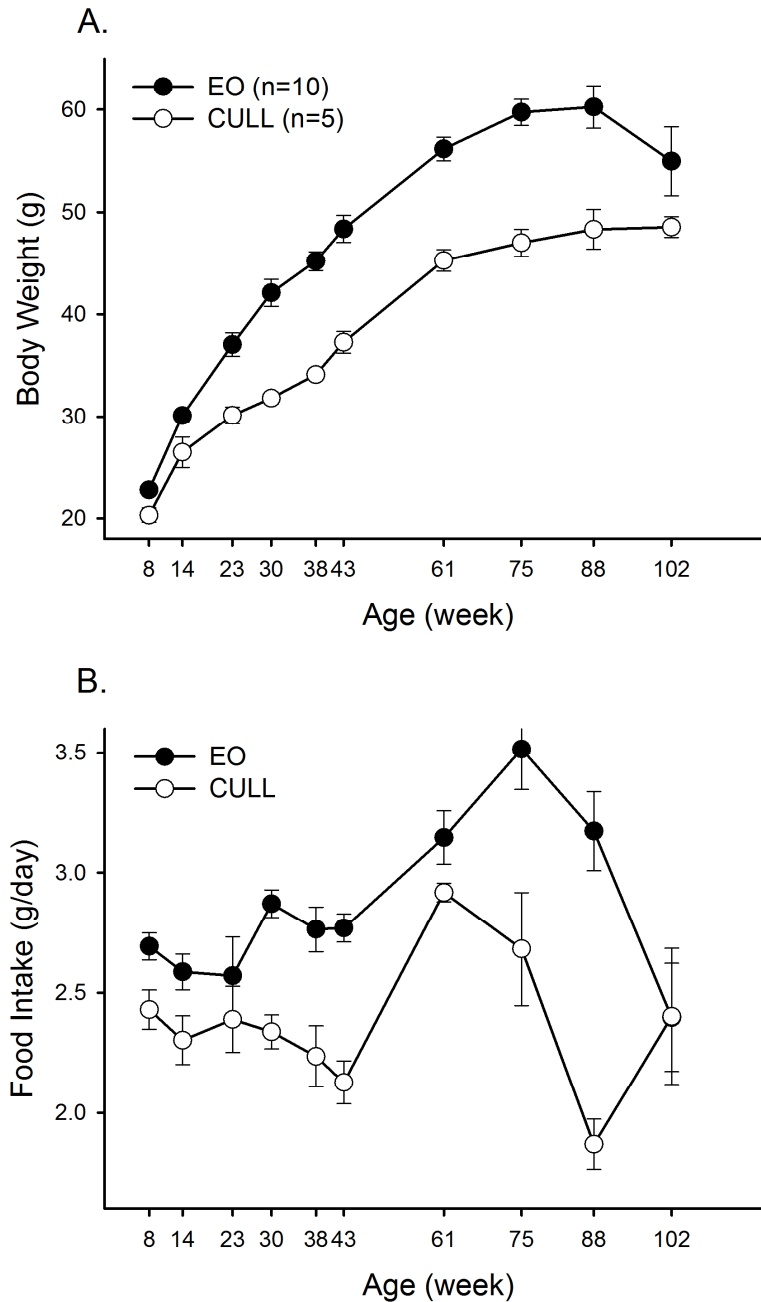 A.
EO (n=10)
CULL (n=5)
60
50
40
30
20
Body Weight (g)
8 14 23 30 38 43 61 75 88 102
Age (week)
B.
EO
CULL
3.5
3.0
2.5
2.0
Food Intake (g/day)
8 14 23 30 38 43 61 75 88 102
Age (week)